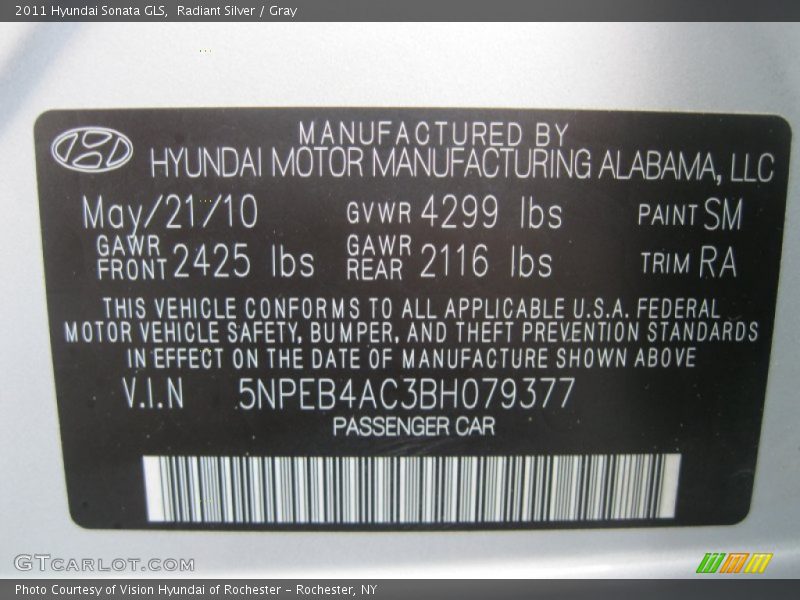 2011 Hyundai Sonata GLS,  Radiant Silver / Gray
MANUFACTURED BY
HYUNDAI MOTOR MANUFACTURING ALABAMA, LLC
May/21/10 GVWR 4299 lbs PAINT SM
GAWR FRONT 2425 lbs GAWR REAR 2116 lbs TRIM RA
THIS VEHICLE CONFORMS TO ALL APPLICABLE U.S.A. FEDERAL
MOTOR VEHICLE SAFETY, BUMPER, AND THEFT PREVENTION STANDARDS
IN EFFECT ON THE DATE OF MANUFACTURE SHOWN ABOVE
V.I.N 5NPEB4AC3BH079377
PASSENGER CAR
GTCARLOT.COM
Photo Courtesy of Vision Hyundai of Rochester - Rochester, NY